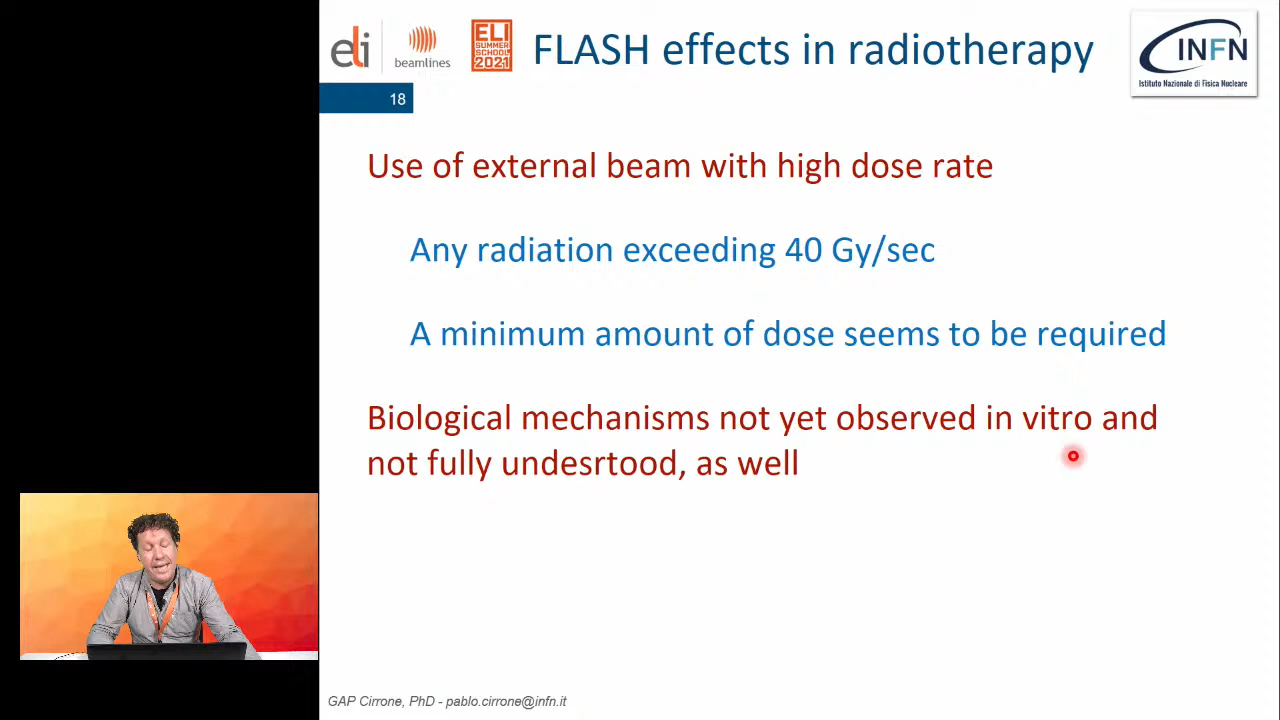 eli
beamlines
ELI
SUMMER
SCHOOL
2021
FLASH effects in radiotherapy
INFN
Istituto Nazionale di Fisica Nucleare
18
Use of external beam with high dose rate
Any radiation exceeding 40 Gy/sec
A minimum amount of dose seems to be required
Biological mechanisms not yet observed in vitro and
not fully undesrtood, as well
GAP Cirrone, PhD - pablo.cirrone@infn.it